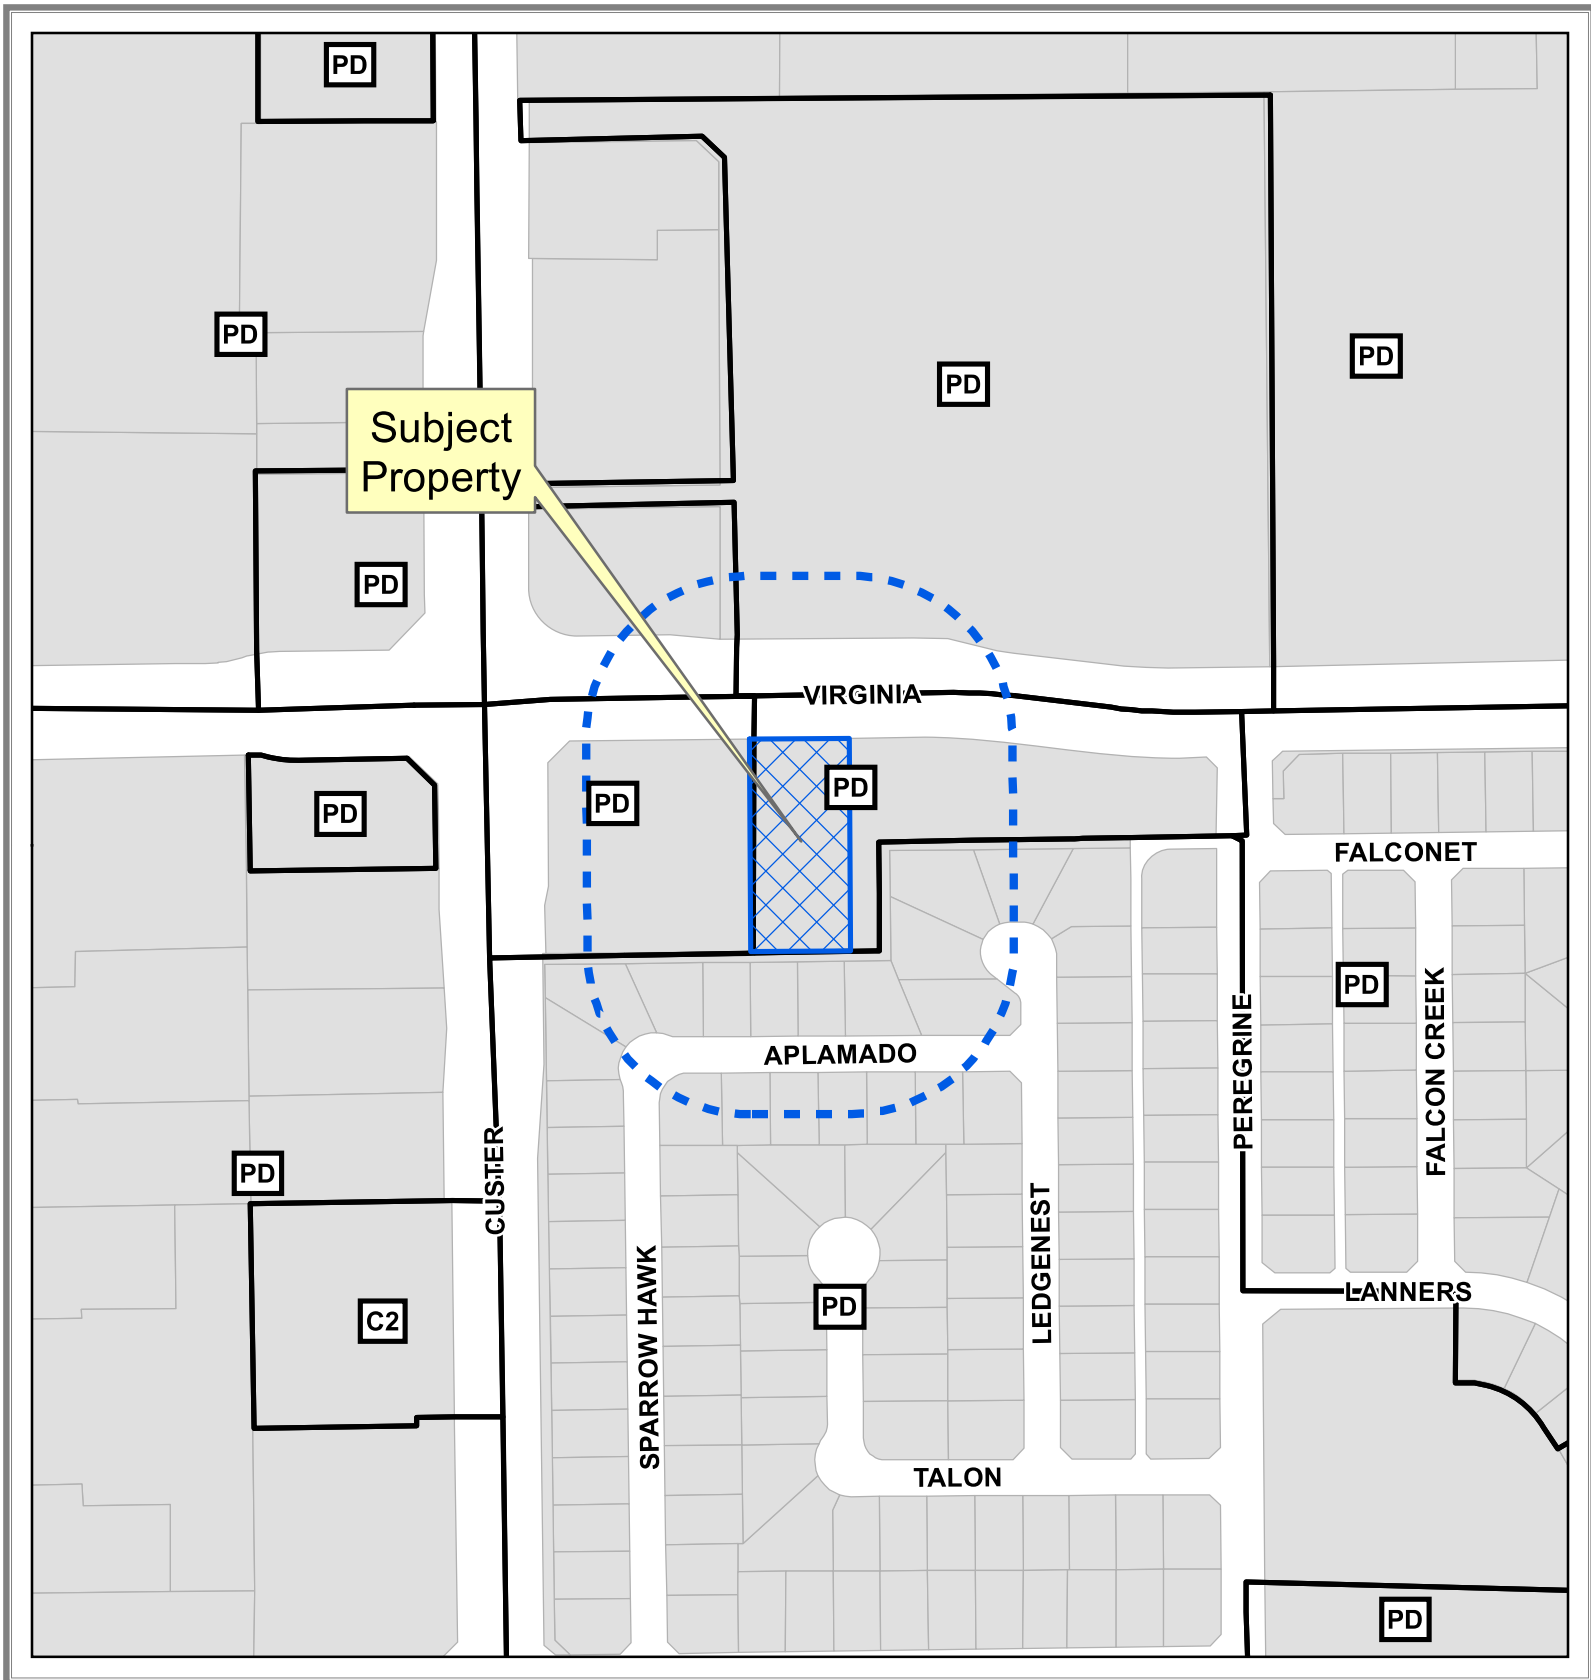 PD
PD
PD
PD
Subject
Property
PD
VIRGINIA
PD
PD
PD
FALCONET
PD
FALCON CREEK
PEREGRINE
APLAMADO
CUSTER
PD
LEDGENEST
SPARROW HAWK
LANNERS
PD
C2
TALON
PD